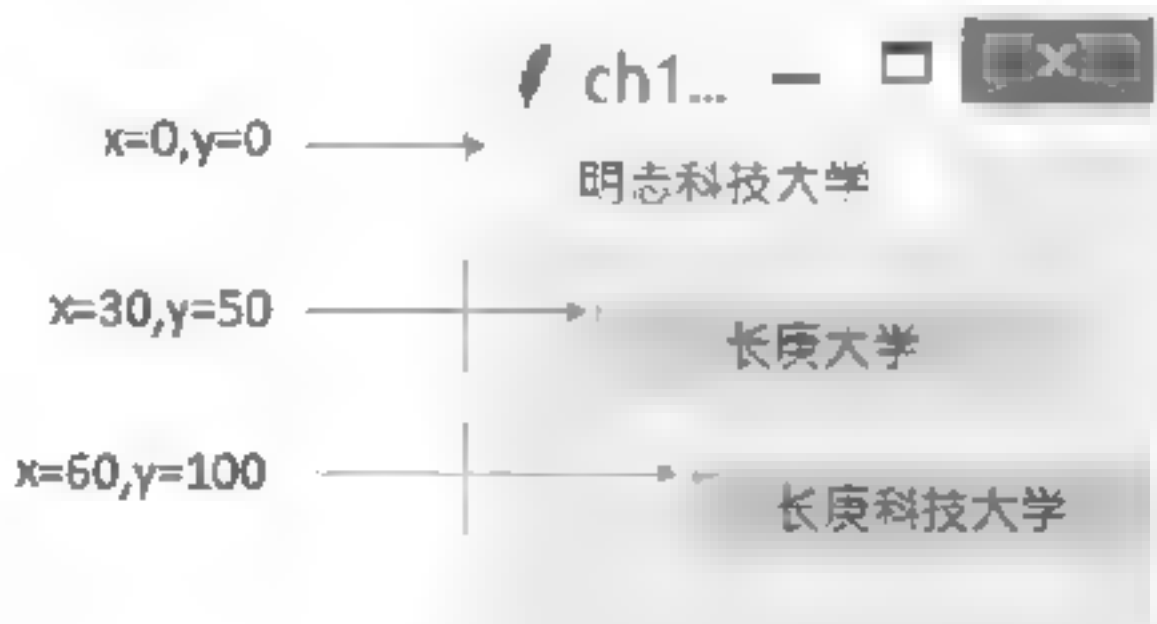 ch1...
x=0,y=0
明志科技大学
x=30,y=50
长庚大学
x=60,y=100
长庚科技大学